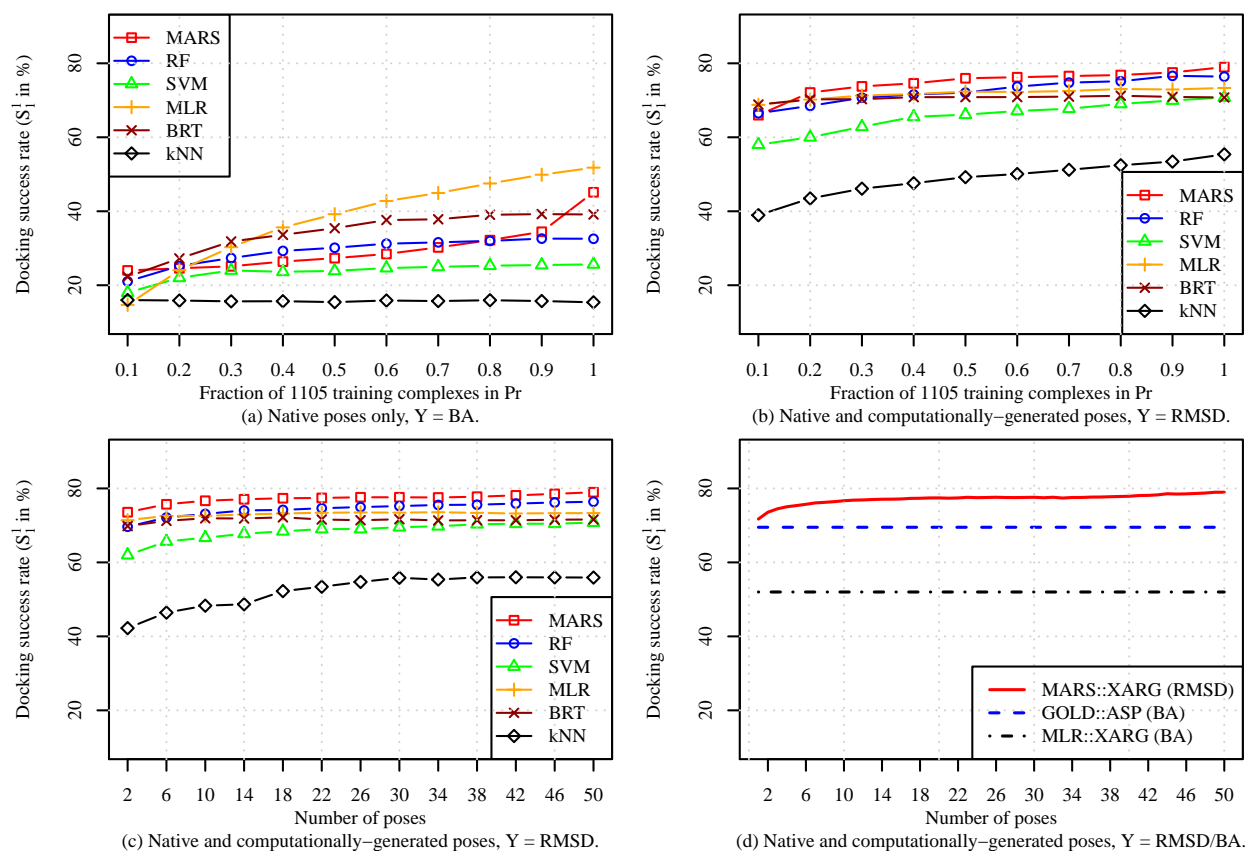 Docking success rate (S¹₁ in %)
80
60
40
20
MARS
RF
SVM
MLR
BRT
kNN
0.1 0.2 0.3 0.4 0.5 0.6 0.7 0.8 0.9 1
Fraction of 1105 training complexes in Pr
(a) Native poses only, Y = BA.
Docking success rate (S¹₁ in %)
80
60
40
20
MARS
RF
SVM
MLR
BRT
kNN
0.1 0.2 0.3 0.4 0.5 0.6 0.7 0.8 0.9 1
Fraction of 1105 training complexes in Pr
(b) Native and computationally−generated poses, Y = RMSD.
Docking success rate (S¹₁ in %)
80
60
40
20
MARS
RF
SVM
MLR
BRT
kNN
2 6 10 14 18 22 26 30 34 38 42 46 50
Number of poses
(c) Native and computationally−generated poses, Y = RMSD.
Docking success rate (S¹₁ in %)
80
60
40
20
MARS::XARG (RMSD)
GOLD::ASP (BA)
MLR::XARG (BA)
2 6 10 14 18 22 26 30 34 38 42 46 50
Number of poses
(d) Native and computationally−generated poses, Y = RMSD/BA.